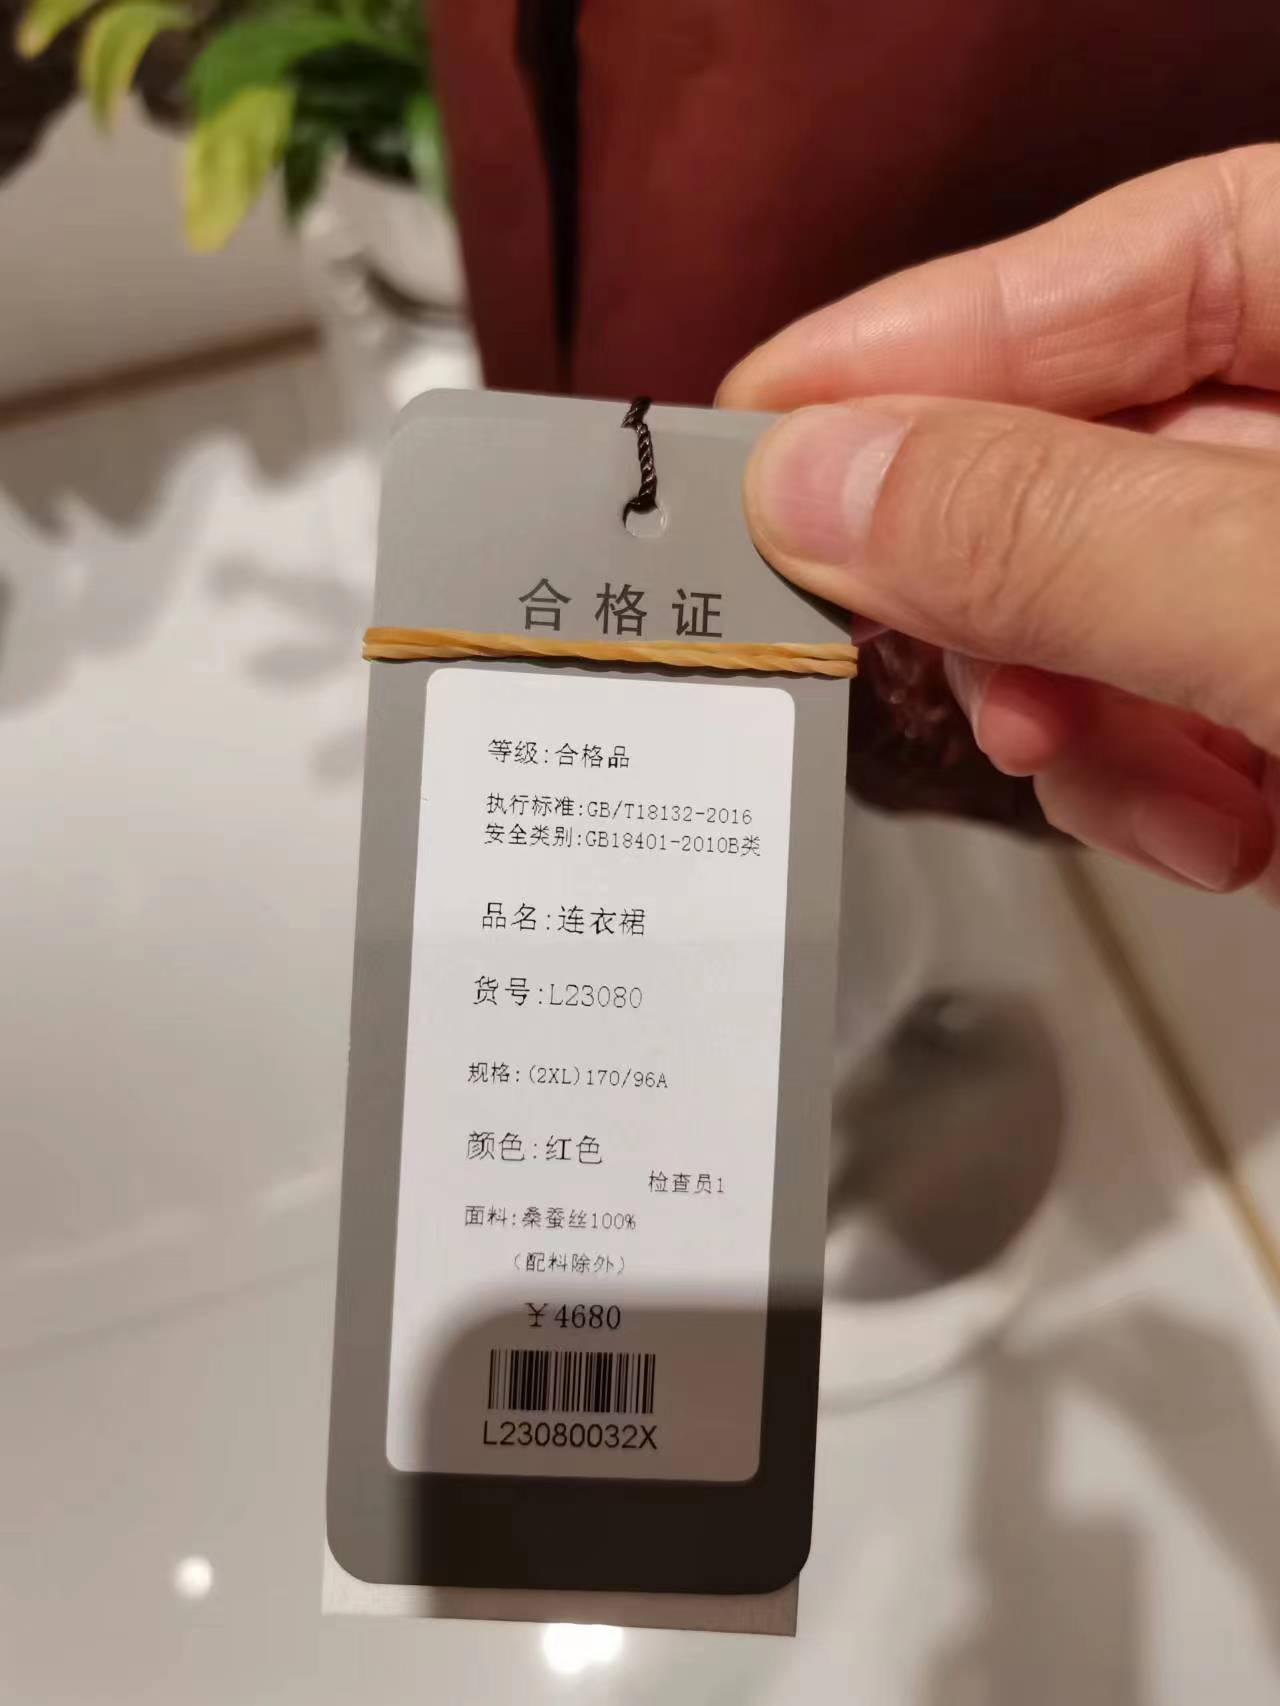 合格证
等级:合格品
执行标准:GB/T18132-2016
安全类别:GB18401-2010B类
品名:连衣裙
货号:L23080
规格:(2XL)170/96A
颜色:红色
检查员1
面料:桑蚕丝100%
(配料除外)
¥4680
L23080032X